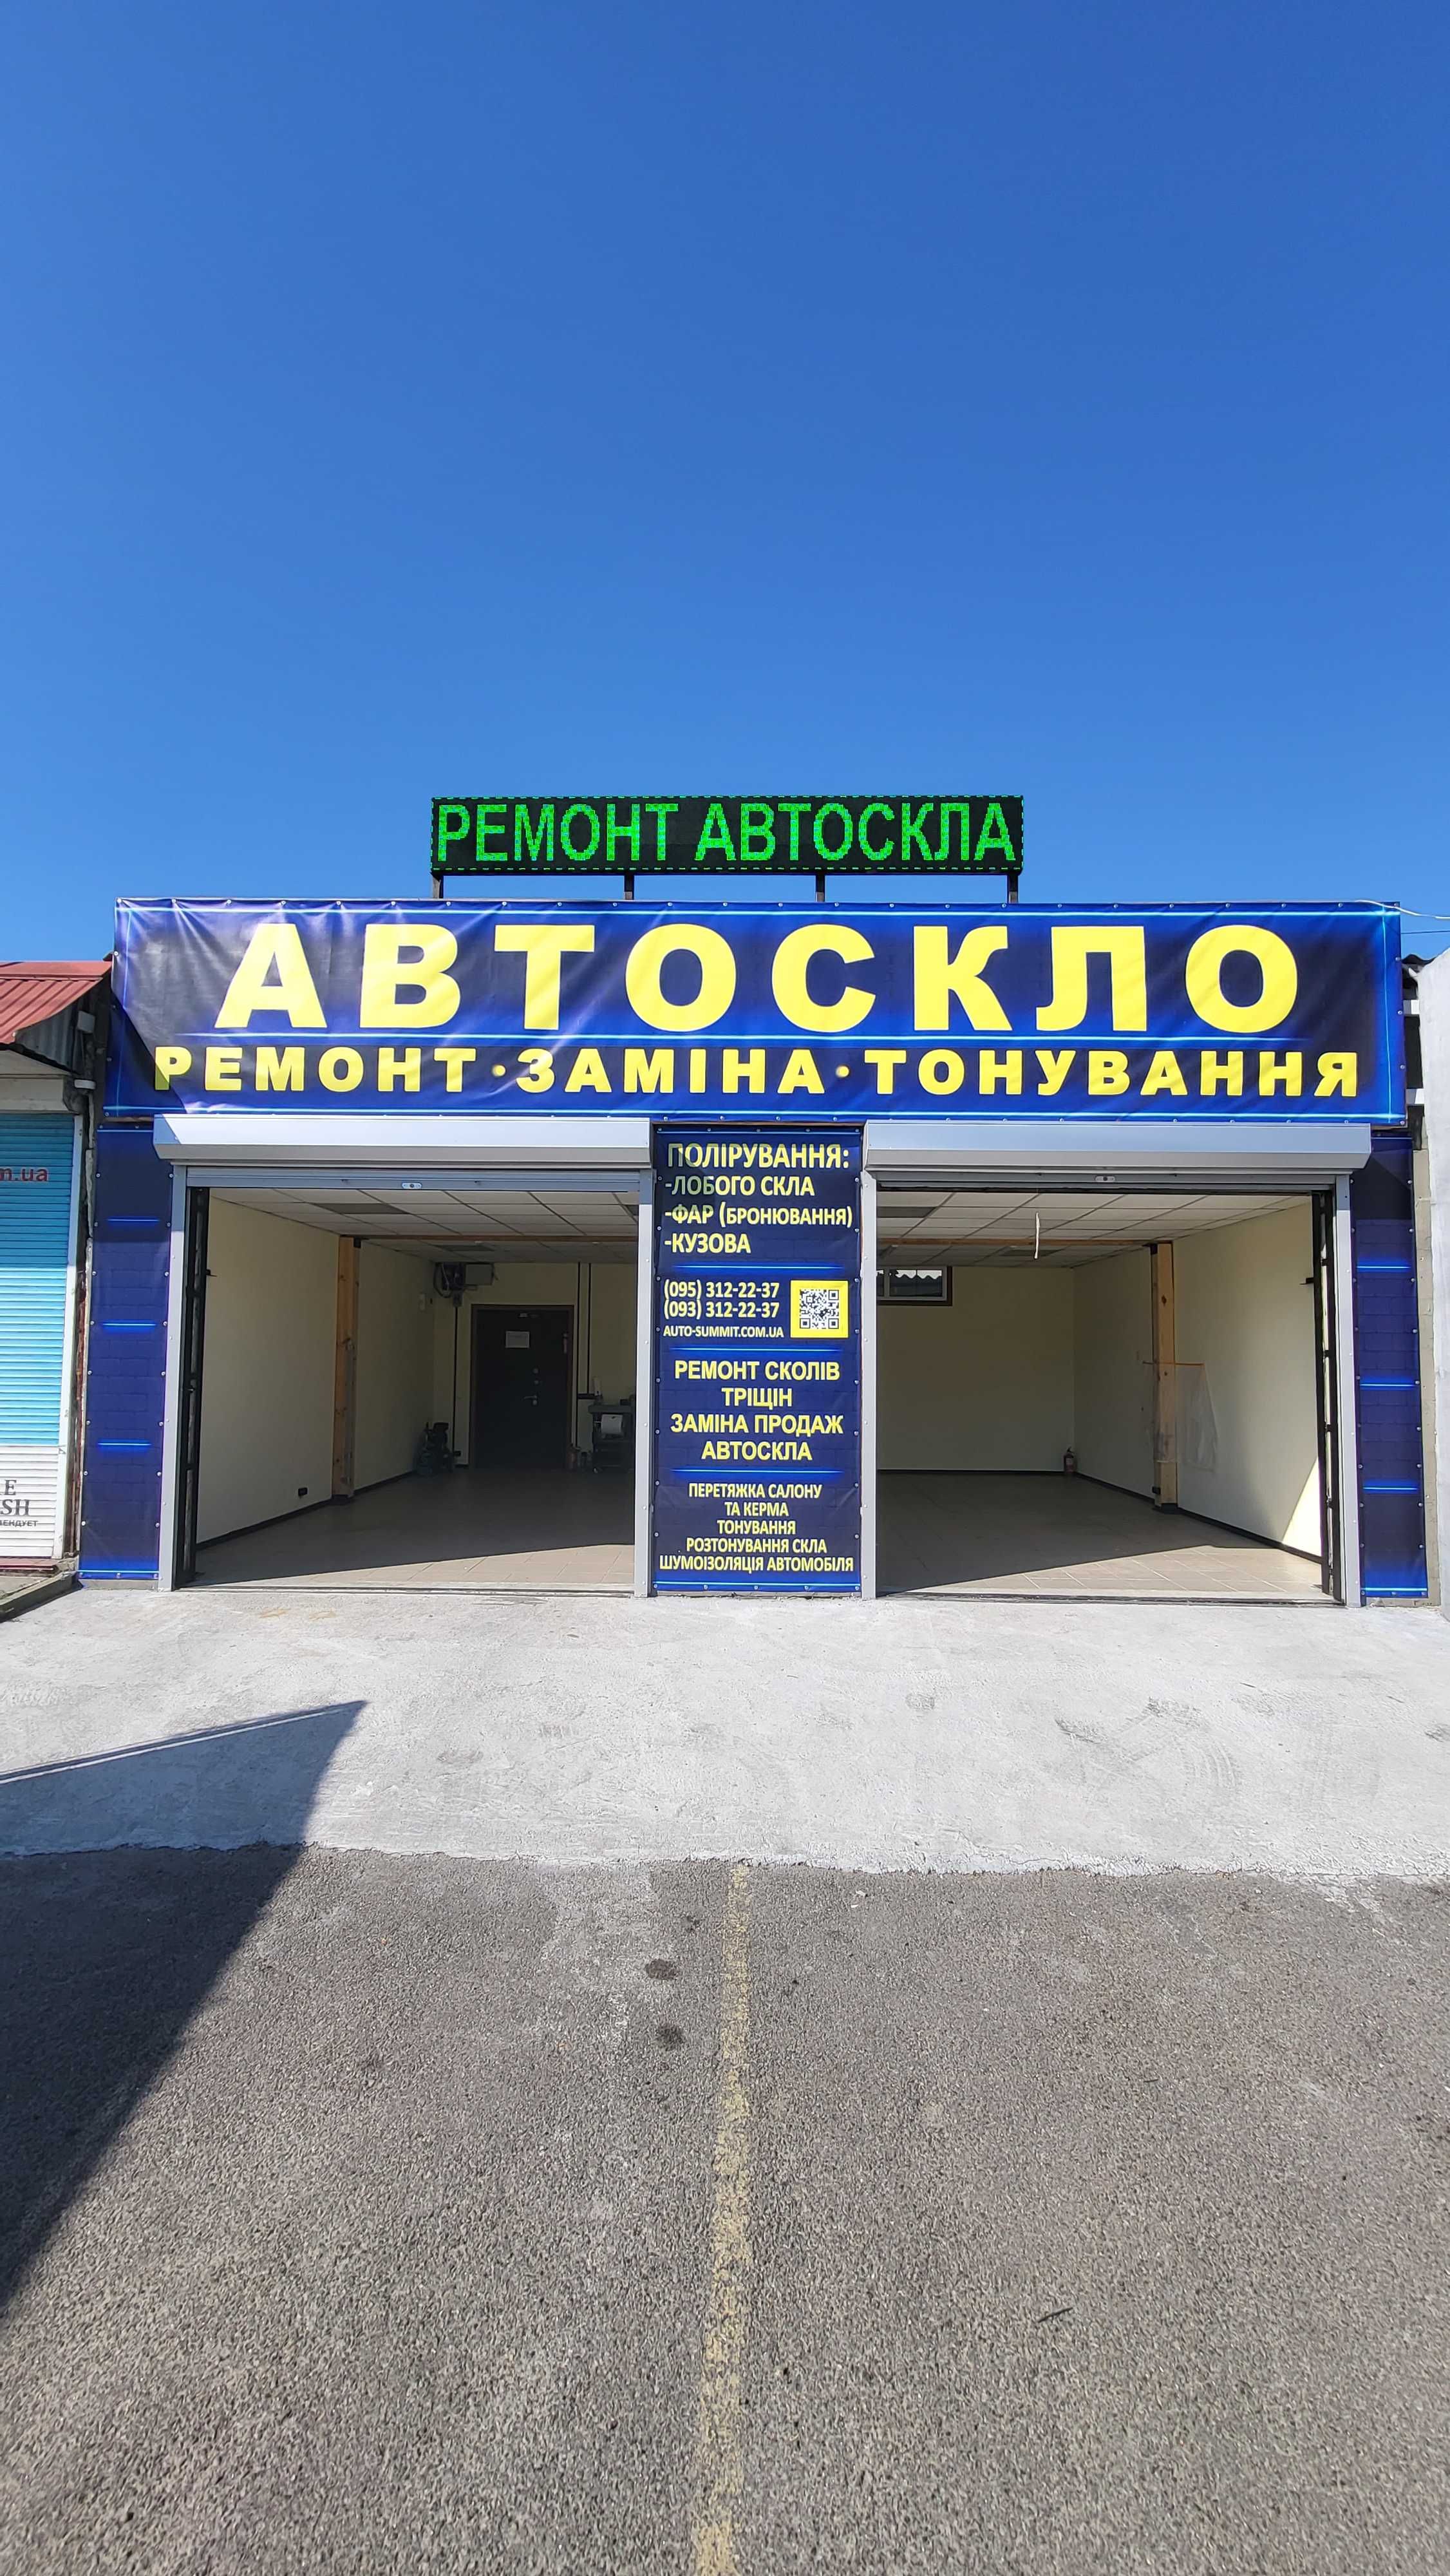 РЕМОНТ АВТОСКЛА
АВТОСКЛО
РЕМОНТ•ЗАМІНА•ТОНУВАННЯ
ПОЛІРУВАННЯ:
-ЛОБОГО СКЛА
-ФАР (БРОНЮВАННЯ)
-КУЗОВА
(095) 312-22-37
(093) 312-22-37
AUTO-SUMMIT.COM.UA
РЕМОНТ СКОЛІВ
ТРІЩІН
ЗАМІНА ПРОДАЖ
АВТОСКЛА
ПЕРЕТЯЖКА САЛОНУ
ТА КЕРМА
ТОНУВАННЯ
РОЗТОНУВАННЯ СКЛА
ШУМОІЗОЛЯЦІЯ АВТОМОБІЛЯ
m.ua
E
SH